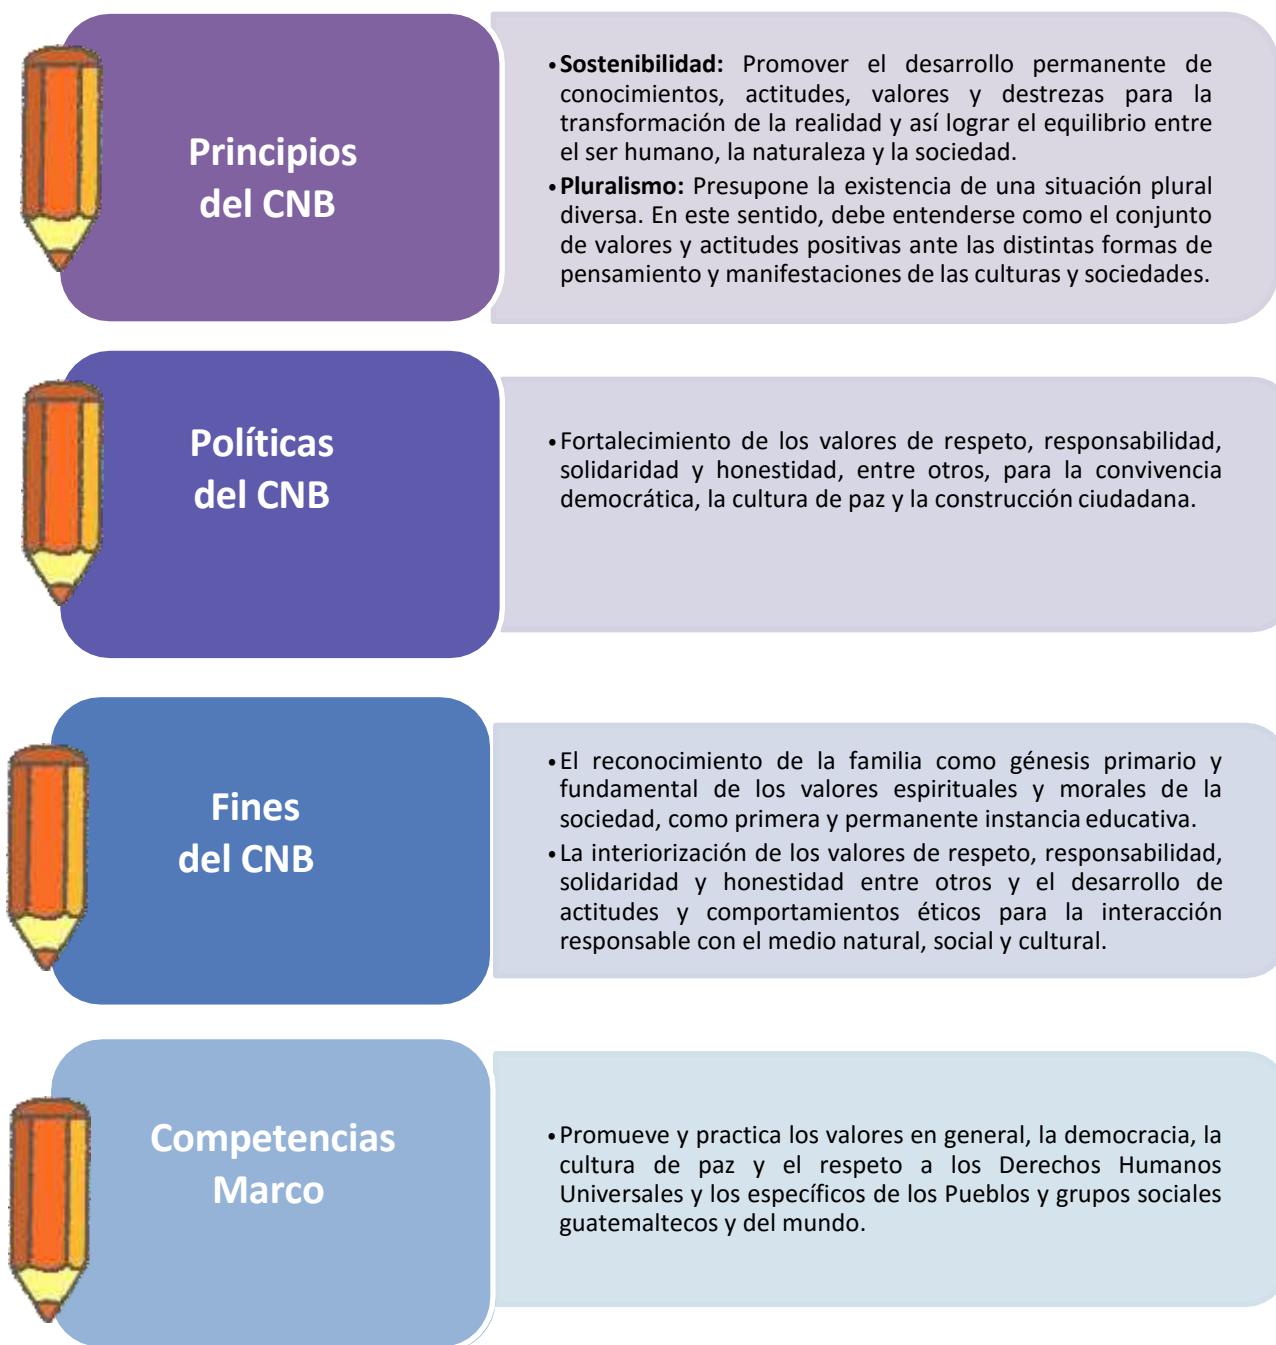 Principios
del CNB
•Sostenibilidad: Promover el desarrollo permanente de
conocimientos, actitudes, valores y destrezas para la
transformación de la realidad y así lograr el equilibrio entre
el ser humano, la naturaleza y la sociedad.
•Pluralismo: Presupone la existencia de una situación plural
diversa. En este sentido, debe entenderse como el conjunto
de valores y actitudes positivas ante las distintas formas de
pensamiento y manifestaciones de las culturas y sociedades.
Políticas
del CNB
•Fortalecimiento de los valores de respeto, responsabilidad,
solidaridad y honestidad, entre otros, para la convivencia
democrática, la cultura de paz y la construcción ciudadana.
Fines
del CNB
•El reconocimiento de la familia como génesis primario y
fundamental de los valores espirituales y morales de la
sociedad, como primera y permanente instancia educativa.
•La interiorización de los valores de respeto, responsabilidad,
solidaridad y honestidad entre otros y el desarrollo de
actitudes y comportamientos éticos para la interacción
responsable con el medio natural, social y cultural.
Competencias
Marco
•Promueve y practica los valores en general, la democracia, la
cultura de paz y el respeto a los Derechos Humanos
Universales y los específicos de los Pueblos y grupos sociales
guatemaltecos y del mundo.